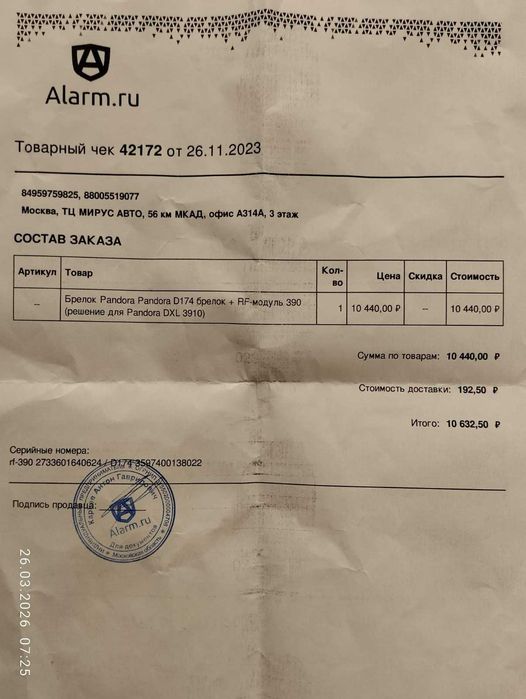 Alarm.ru
Товарный чек 42172 от 26.11.2023
84959759825, 88005519077
Москва, ТЦ МИРУС АВТО, 56 км МКАД, офис А314А, 3 этаж
СОСТАВ ЗАКАЗА
Артикул Товар Кол-во Цена Скидка Стоимость
-- Брелок Pandora Pandora D174 брелок + RF-модуль 390 1 10 440,00 ₽ -- 10 440,00 ₽
(решение для Pandora DXL 3910)
Сумма по товарам: 10 440,00 ₽
Стоимость доставки: 192,50 ₽
Итого: 10 632,50 ₽
Серийные номера:
rf-390 2733601640624 / D174 3597400138022
Подпись продавца:
Антон
Alarm.ru
Для документов
Московская область
26.03.2026 07:25